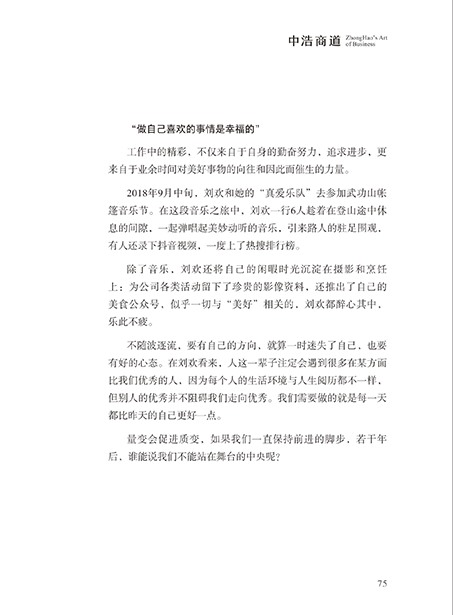 中浩商道 ZhongHao's Art
of Business
“做自己喜欢的事情是幸福的”
工作中的精彩，不仅来自于自身的勤奋努力，追求进步，更
来自于业余时间对美好事物的向往和因此而催生的力量。
2018年9月中旬，刘欢和她的“真爱乐队”去参加武功山帐
篷音乐节。在这段音乐之旅中，刘欢一行6人趁着在登山途中休
息的间隙，一起弹唱起美妙动听的音乐，引来路人的驻足围观，
有人还录下抖音视频，一度上了热搜排行榜。
除了音乐，刘欢还将自己的闲暇时光沉淀在摄影和烹饪
上：为公司各类活动留下了珍贵的影像资料，还推出了自己的
美食公众号，似乎一切与“美好”相关的，刘欢都醉心其中，
乐此不疲。
不随波逐流，要有自己的方向，就算一时迷失了自己，也要
有好的心态。在刘欢看来，人这一辈子注定会遇到很多在某方面
比我们优秀的人，因为每个人的生活环境与人生阅历都不一样，
但别人的优秀并不阻碍我们走向优秀。我们需要做的就是每一天
都比昨天的自己更好一点。
量变会促进质变，如果我们一直保持前进的脚步，若干年
后，谁能说我们不能站在舞台的中央呢？
75